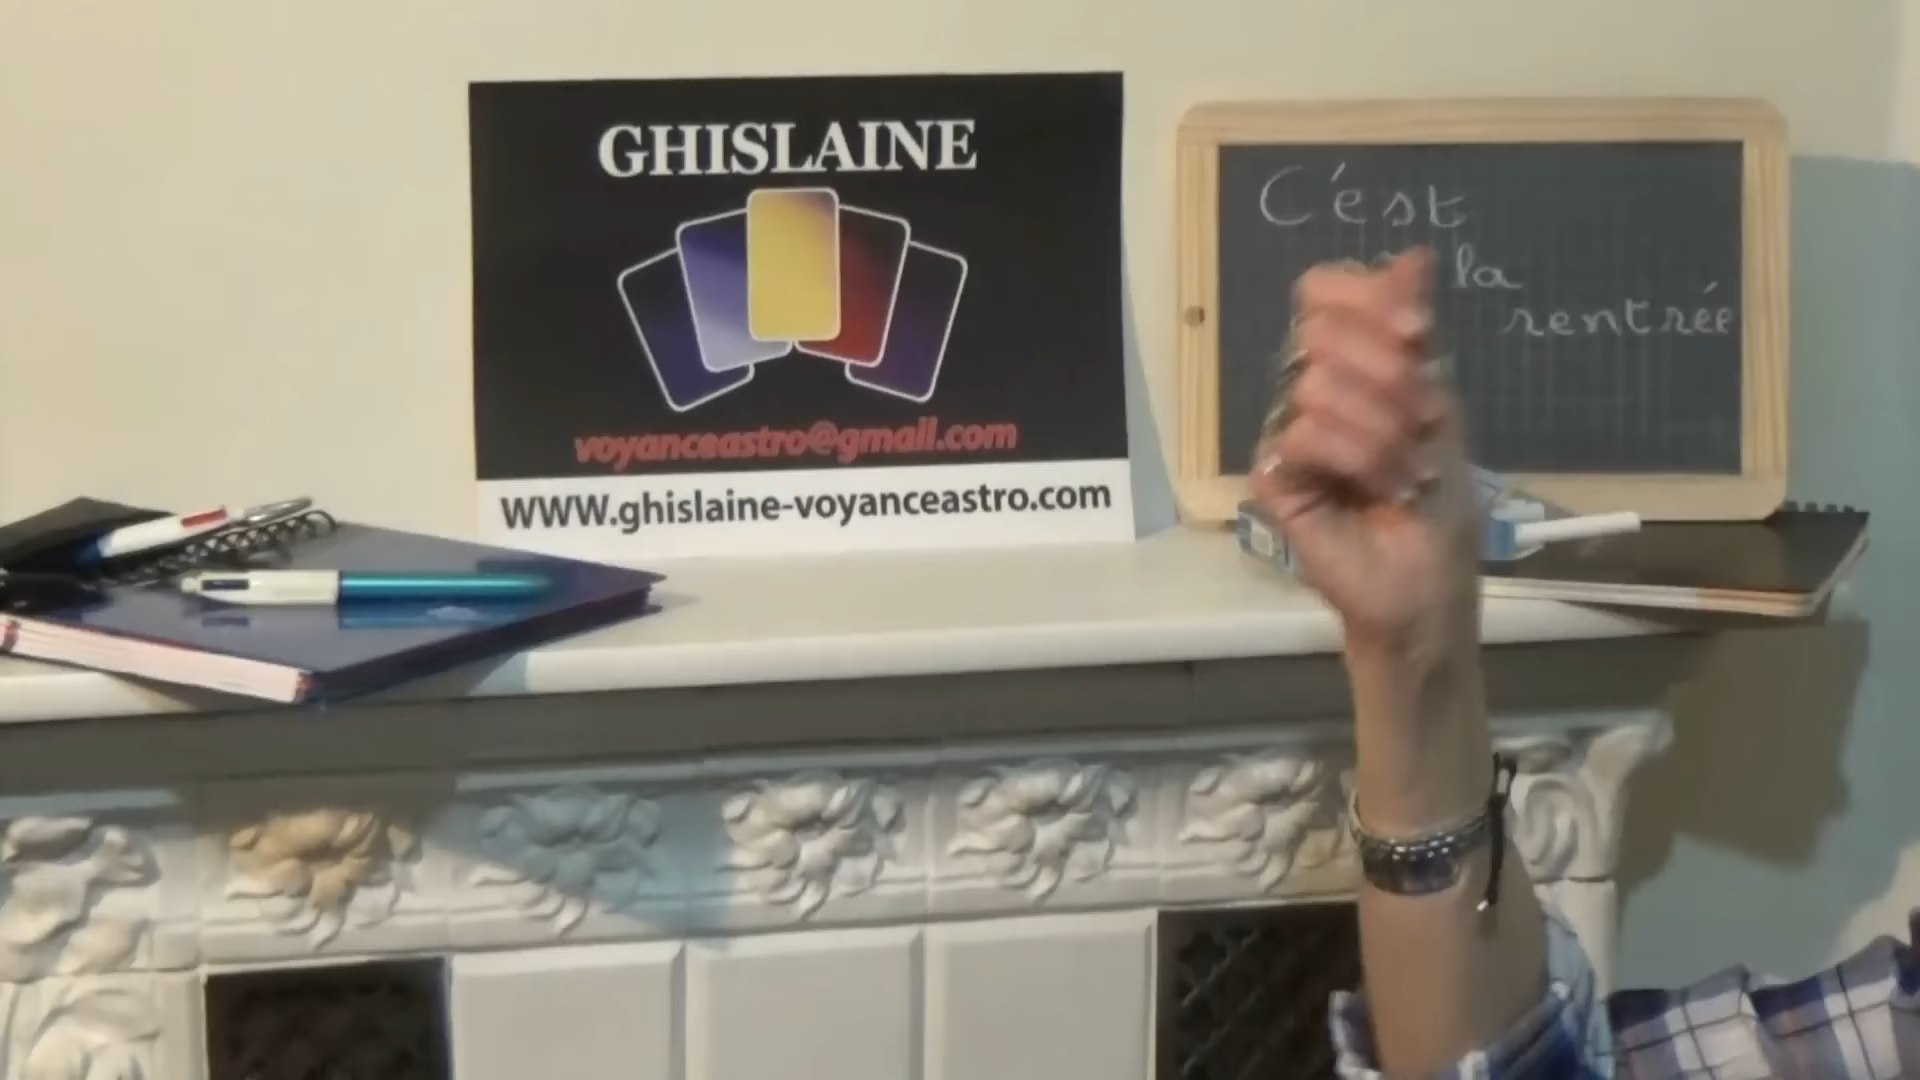 GHISLAINE
voyanceastro@gmail.com
WWW.ghislaine-voyanceastro.com
C'est
la
rentrée